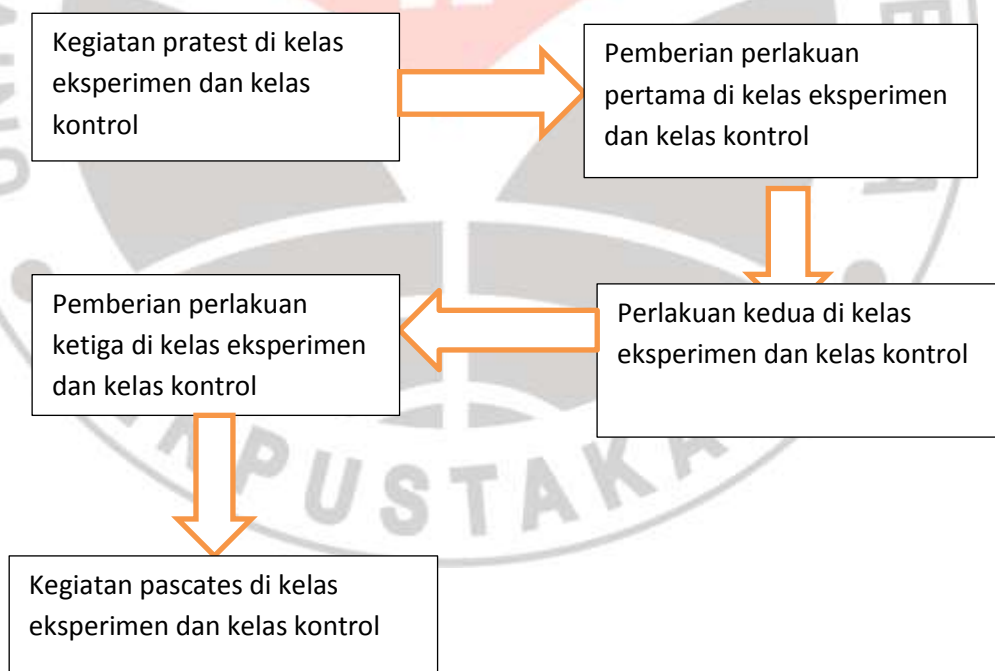 Kegiatan pratest di kelas
eksperimen dan kelas
kontrol
Pemberian perlakuan
pertama di kelas eksperimen
dan kelas kontrol
Perlakuan kedua di kelas
eksperimen dan kelas kontrol
Pemberian perlakuan
ketiga di kelas eksperimen
dan kelas kontrol
Kegiatan pascates di kelas
eksperimen dan kelas kontrol